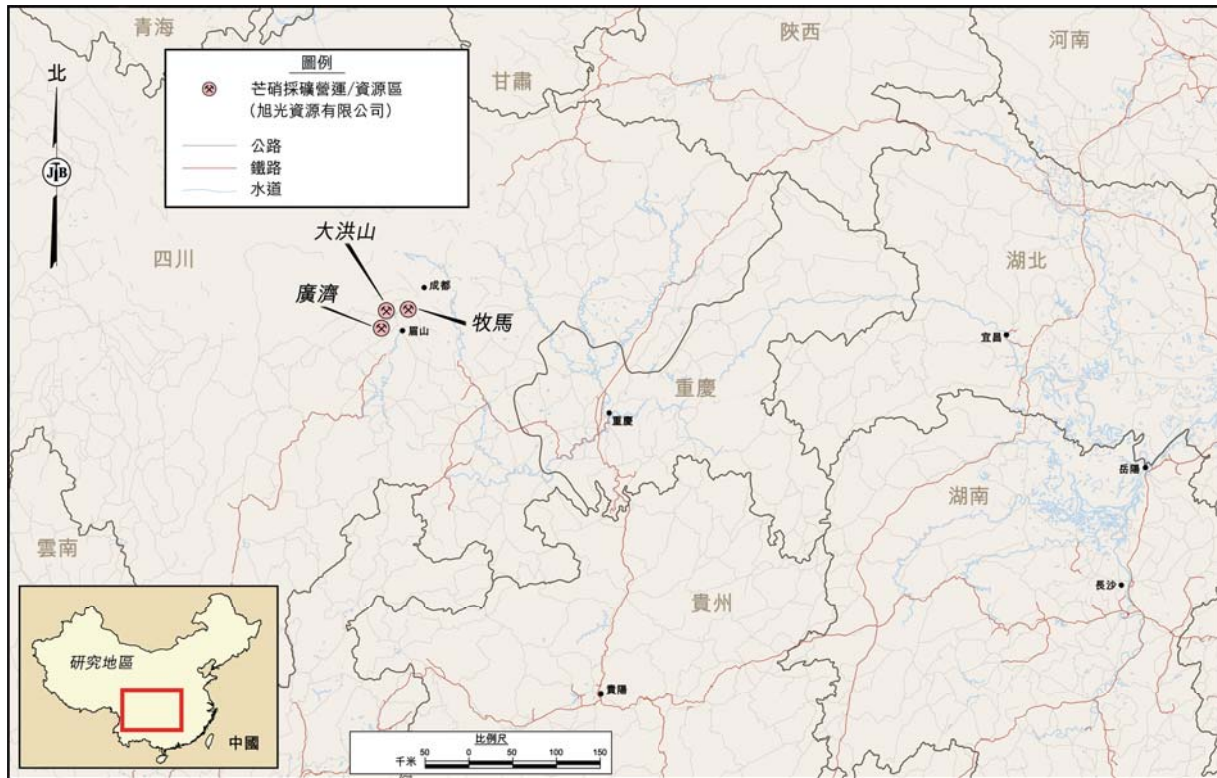 青海
陝西
河南
甘肅
北
JTB
圖例
芒硝採礦營運/資源區
(旭光資源有限公司)
公路
鐵路
水道
四川
大洪山
廣濟
牧馬
成都
眉山
湖北
宜昌
重慶
重慶
岳陽
湖南
長沙
雲南
貴州
貴陽
研究地區
中國
比例尺
千米
50 0 50 100 150